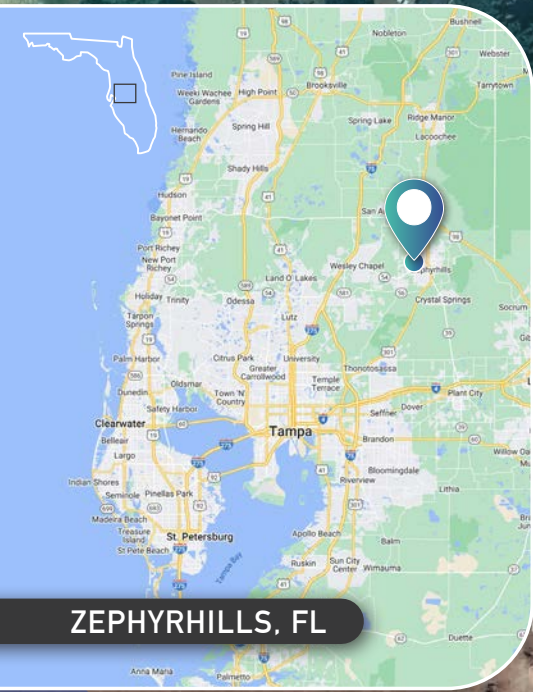 Bushnell
Nobleton
Webster
Pine Island
Weeki Wachee
Gardens
High Point
Brooksville
Tarrytown
Spring Hill
Spring Lake
Ridge Manor
Hernando
Beach
Lacoochee
Shady Hills
Hudson
San A
Bayonet Point
Port Richey
New Port
Richey
Land O' Lakes
Wesley Chapel
phyrhills
Holiday
Trinity
Odessa
Crystal Springs
Tarpon
Springs
Lutz
Socrum
Palm Harbor
Citrus Park
University
Greater
Carrollwood
Thonotosassa
Dunedin
Oldsmar
Temple
Terrace
Plant City
Safety Harbor
Town 'N'
Country
Seffner
Dover
Clearwater
Tampa
Brandon
Belleair
Largo
Bloomingdale
Riverview
Willow Oa
Indian Shores
Seminole
Pinellas Park
Lithia
Madeira Beach
Treasure
Island
St. Petersburg
Apollo Beach
Balm
St Pete Beach
Tampa Bay
Ruskin
Sun City
Center
Wimauma
ZEPHYRHILLS, FL
Duette
Anna Maria
Palmetto